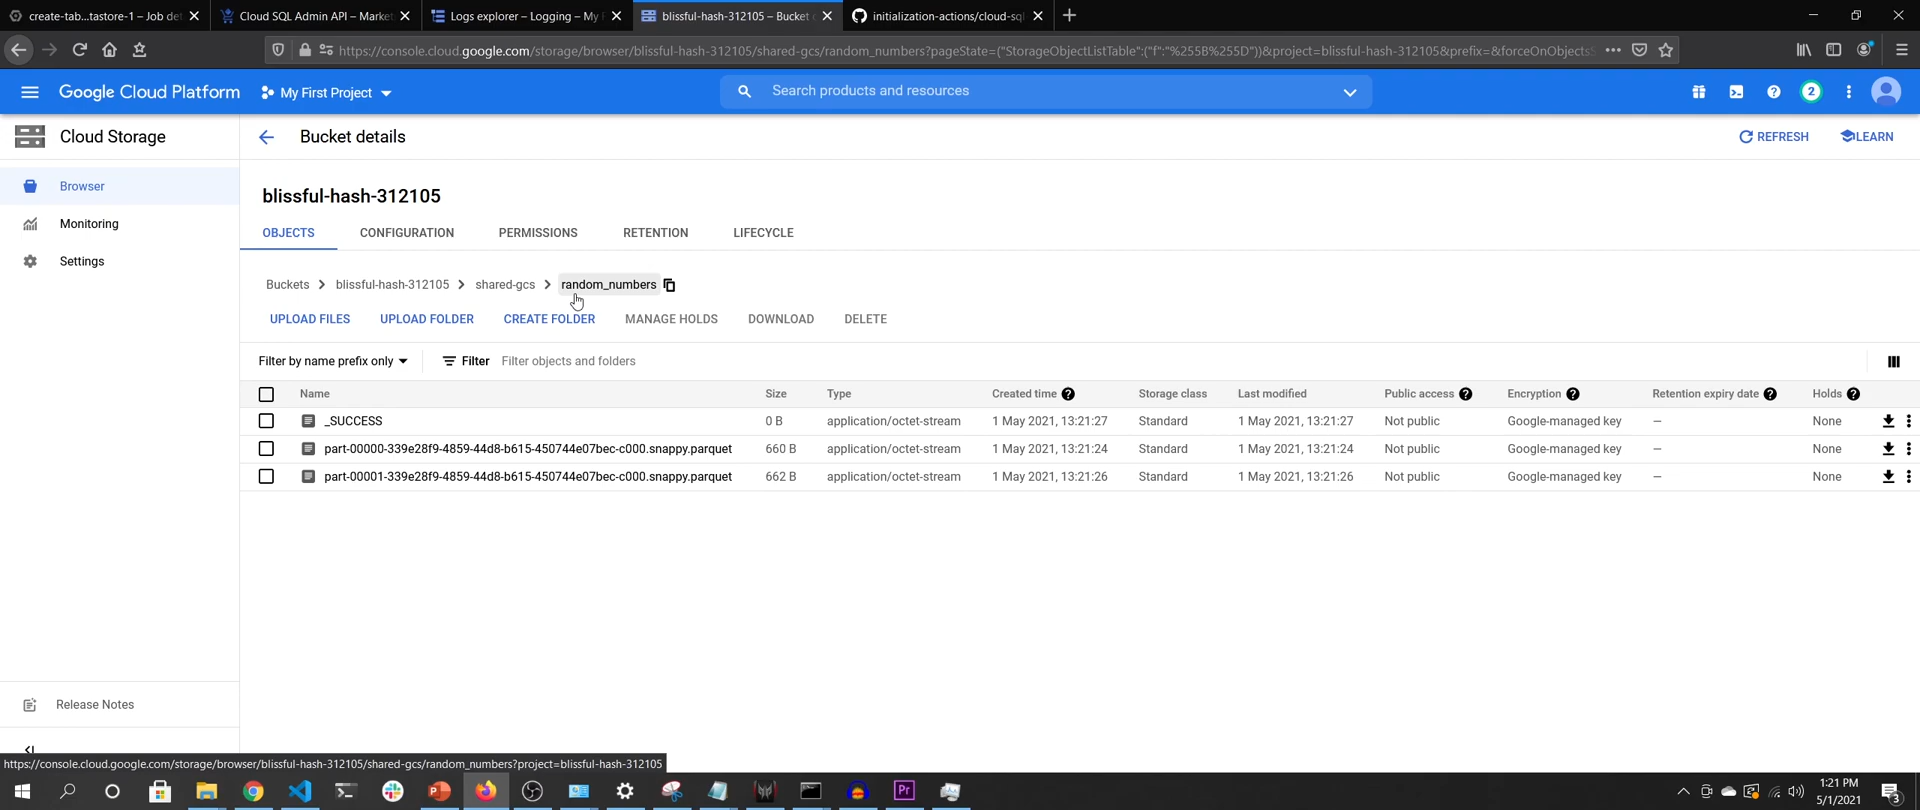 create-tab...tastore-1 – Job det
Cloud SQL Admin API – Market
Logs explorer – Logging – My
blissful-hash-312105 – Bucket
initialization-actions/cloud-sql
https://console.cloud.google.com/storage/browser/blissful-hash-312105/shared-gcs/random_numbers?pageState=("StorageObjectListTable":("f":"%255B%255D"))&project=blissful-hash-312105&prefix=&forceOnObjects
Google Cloud Platform
My First Project
Search products and resources
2
Cloud Storage
Bucket details
REFRESH
LEARN
Browser
Monitoring
Settings
blissful-hash-312105
OBJECTS
CONFIGURATION
PERMISSIONS
RETENTION
LIFECYCLE
Buckets > blissful-hash-312105 > shared-gcs > random_numbers
UPLOAD FILES
UPLOAD FOLDER
CREATE FOLDER
MANAGE HOLDS
DOWNLOAD
DELETE
Filter by name prefix only
Filter
Filter objects and folders
Name Size Type Created time Storage class Last modified Public access Encryption Retention expiry date Holds
_SUCCESS 0 B application/octet-stream 1 May 2021, 13:21:27 Standard 1 May 2021, 13:21:27 Not public Google-managed key — None
part-00000-339e28f9-4859-44d8-b615-450744e07bec-c000.snappy.parquet 660 B application/octet-stream 1 May 2021, 13:21:24 Standard 1 May 2021, 13:21:24 Not public Google-managed key — None
part-00001-339e28f9-4859-44d8-b615-450744e07bec-c000.snappy.parquet 662 B application/octet-stream 1 May 2021, 13:21:26 Standard 1 May 2021, 13:21:26 Not public Google-managed key — None
Release Notes
https://console.cloud.google.com/storage/browser/blissful-hash-312105/shared-gcs/random_numbers?project=blissful-hash-312105
Pr
1:21 PM
5/1/2021
3